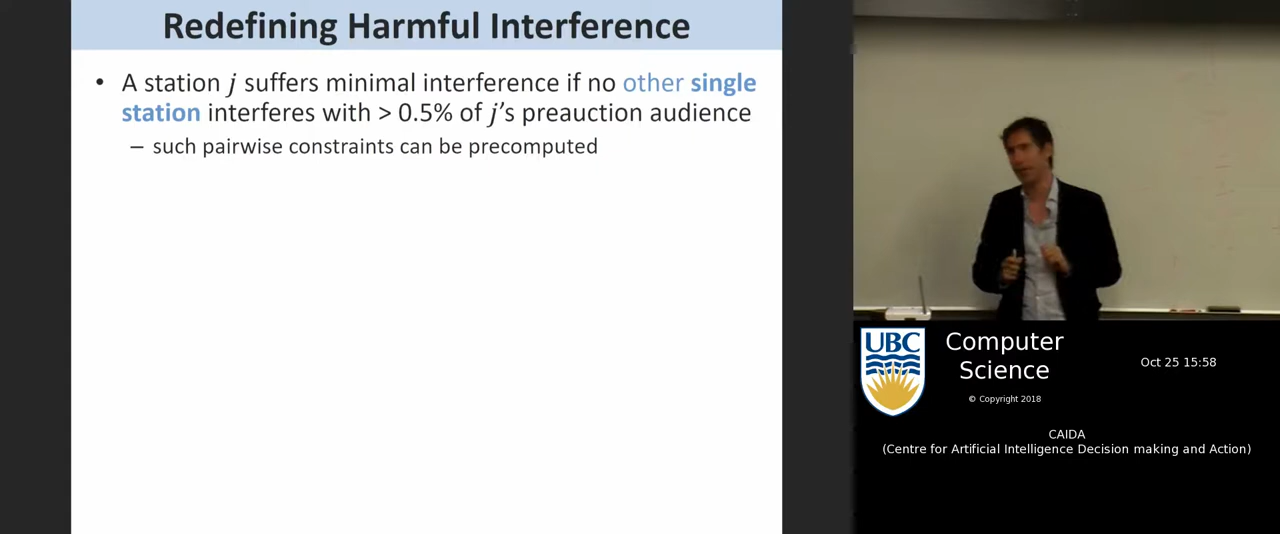 Redefining Harmful Interference
• A station j suffers minimal interference if no other single
station interferes with > 0.5% of j's preauction audience
– such pairwise constraints can be precomputed
UBC
Computer
Science
© Copyright 2018
Oct 25 15:58
CAIDA
(Centre for Artificial Intelligence Decision making and Action)